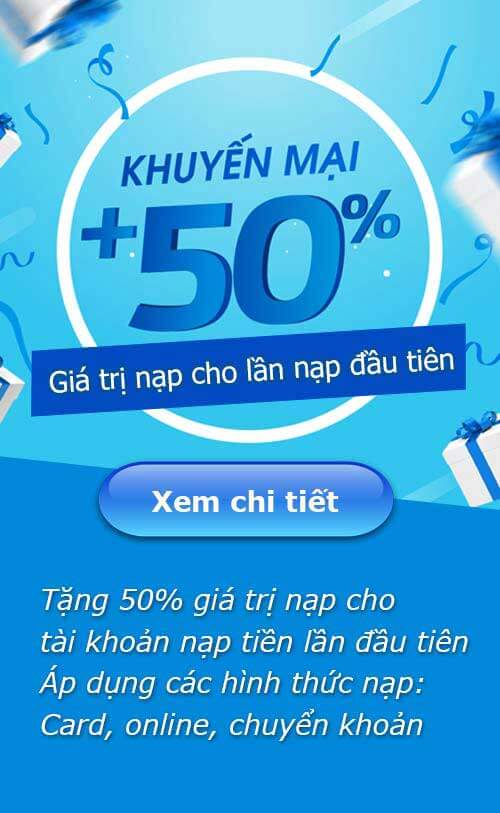 KHUYẾN MẠI
+50%
Giá trị nạp cho lần nạp đầu tiên
Xem chi tiết
Tặng 50% giá trị nạp cho
tài khoản nạp tiền lần đầu tiên
Áp dụng các hình thức nạp:
Card, online, chuyển khoản